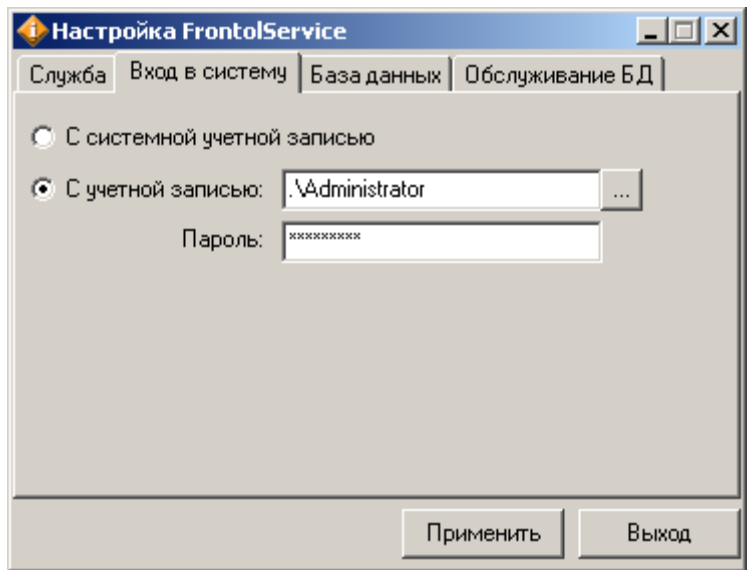 Настройка FrontolService
Служба Вход в систему База данных Обслуживание БД
С системной учетной записью
С учетной записью: .\Administrator ...
Пароль: *********
Применить Выход